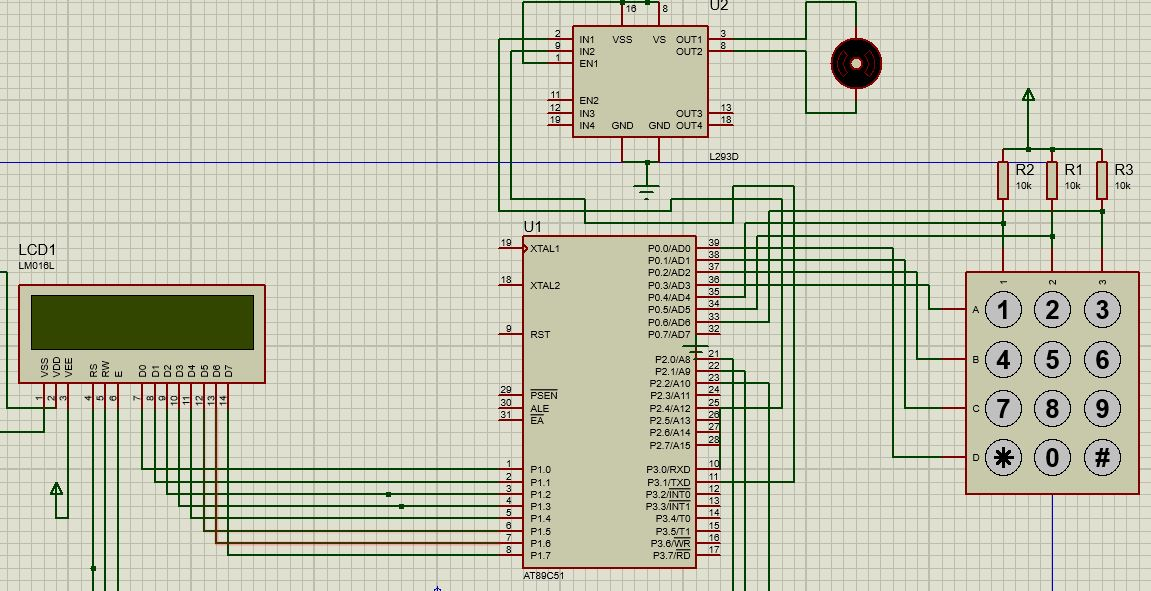 U2
16 8
2 IN1 VSS VS OUT1 3
9 IN2 OUT2 8
1 EN1
11 EN2
12 IN3 OUT3 13
19 IN4 GND GND OUT4 18
L293D
R2 R1 R3
10k 10k 10k
LCD1
LM016L
VSS VDD VEE RS RW E D0 D1 D2 D3 D4 D5 D6 D7
1 2 3 4 5 6 7 8 9 10 11 12 13 14
U1
19 XTAL1 P0.0/AD0 39
P0.1/AD1 38
P0.2/AD2 37
18 XTAL2 P0.3/AD3 36
P0.4/AD4 35
P0.5/AD5 34
P0.6/AD6 33
9 RST P0.7/AD7 32
P2.0/A8 21
P2.1/A9 22
P2.2/A10 23
29 PSEN P2.3/A11 24
30 ALE P2.4/A12 25
31 EA P2.5/A13 26
P2.6/A14 27
P2.7/A15 28
1 P1.0 P3.0/RXD 10
2 P1.1 P3.1/TXD 11
3 P1.2 P3.2/INT0 12
4 P1.3 P3.3/INT1 13
5 P1.4 P3.4/T0 14
6 P1.5 P3.5/T1 15
7 P1.6 P3.6/WR 16
8 P1.7 P3.7/RD 17
AT89C51
1 2 3
A 1 2 3
B 4 5 6
C 7 8 9
D * 0 #